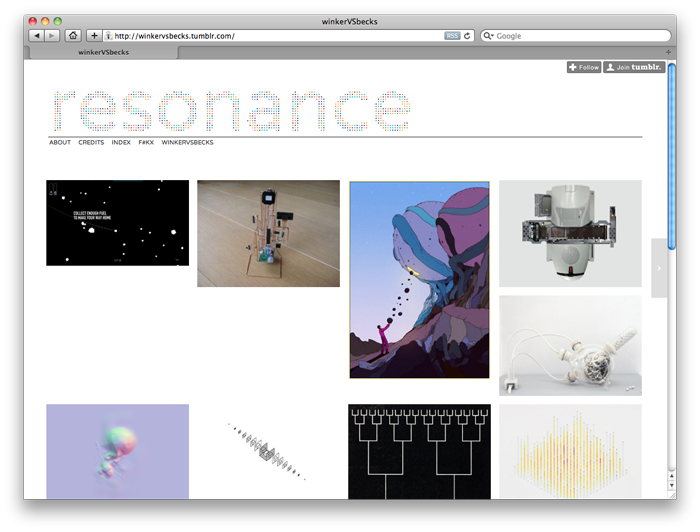 winkerVSbecks
http://winkervsbecks.tumblr.com/
RSS
Google
winkerVSbecks
Follow
Join tumblr.
resonance
ABOUT CREDITS INDEX F#KX WINKERVSBECKS
COLLECT ENOUGH FUEL
TO MAKE YOUR WAY HOME